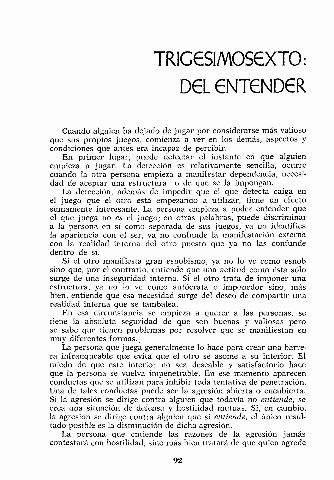 TRIGESIMOSEXTO:
DEL ENTENDER
Cuando alguien ha dejado de jugar por considerarse más valioso
que sus propios juegos, comienza a ver en los demás, aspectos y
condiciones que antes era incapaz de percibir.
En primer lugar, puede detectar el instante en que alguien
empieza a jugar. La detección es relativamente sencilla, ocurre
cuando la otra persona empieza a manifestar dependencia, necesi-
dad de aceptar una estructura o de que se la impongan.
La detección, además de impedir el que la detecta caiga en
el juego que el otro está empezando a utilizar, tiene un efecto
sumamente interesante. La persona empieza a poder entender que
el que juega no es el juego; en otras palabras, puede discriminar
a la persona en sí como separada de sus juegos, ya no identifica
la apariencia con el ser, ya no confunde la manifestación externa
con la realidad interna del otro puesto que ya no las confunde
dentro de sí.
Si el otro manifiesta gran esnobismo, ya no lo ve como esnob
sino que, por el contrario, entiende que una actitud como ésta sólo
surge de una inseguridad interna. Si el otro trata de imponer una
estructura, ya no lo ve como autócrata o impositor sino, más
bien, entiende que esa necesidad surge del deseo de compartir una
realidad interna que se tambalea.
En esa circunstancia se empieza a querer a las personas, se
tiene la absoluta seguridad de que son buenas y valiosas pero
se sabe que tienen problemas por resolver que se manifiestan en
muy diferentes formas.
La persona que juega generalmente lo hace para crear una barre-
ra infranqueable que evita que el otro se asome a su interior. El
miedo de que este interior no sea deseable y satisfactorio hace
que la persona se vuelva impenetrable. En ese momento aparecen
conductas que se utilizan para inhibir toda tentativa de penetración.
Una de tales conductas puede ser la agresión abierta o encubierta.
Si la agresión se dirige contra alguien que todavía no entiende, se
crea una situación de defensa y hostilidad mutuas. Si, en cambio,
la agresión se dirige contra alguien que sí entiende, el único resul-
tado posible es la disminución de dicha agresión.
La persona que entiende las razones de la agresión jamás
contestará con hostilidad, sino más bien tratará de que quien agrede
92